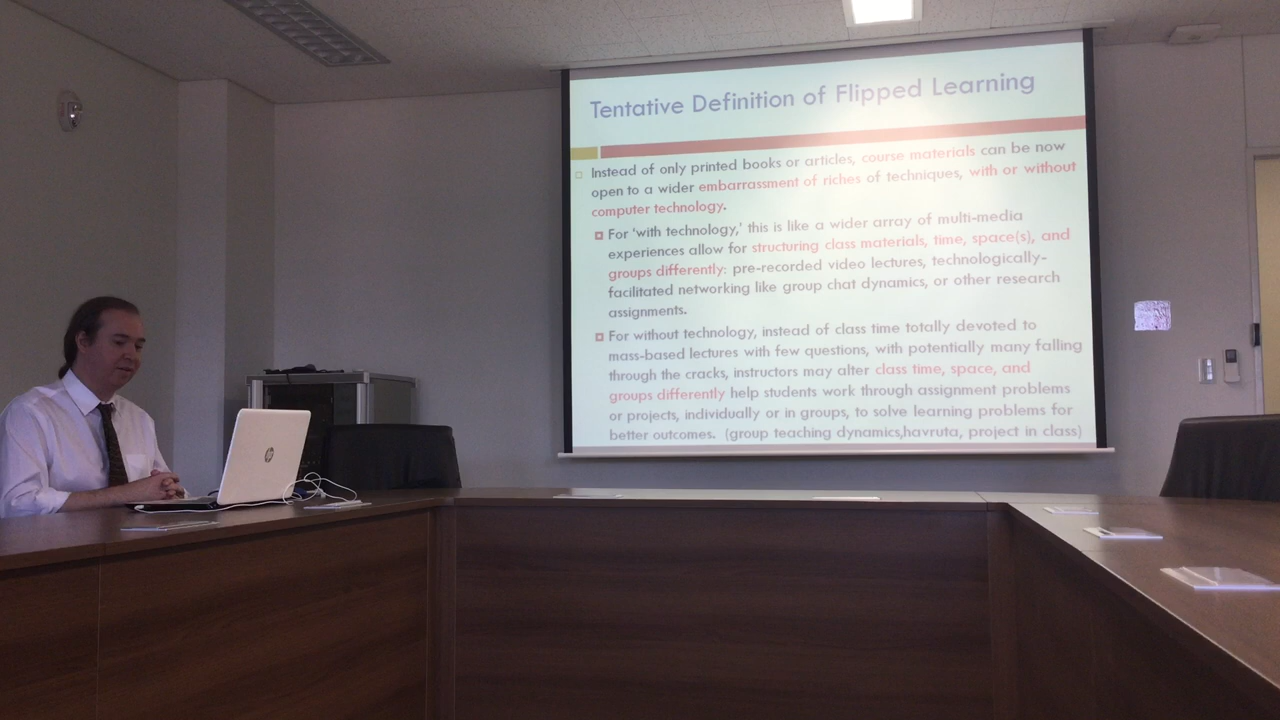 Tentative Definition of Flipped Learning
Instead of only printed books or articles, course materials can be now
open to a wider embarrassment of riches of techniques, with or without
computer technology.
For 'with technology,' this is like a wider array of multi-media
experiences allow for structuring class materials, time, space(s), and
groups differently: pre-recorded video lectures, technologically-
facilitated networking like group chat dynamics, or other research
assignments.
For without technology, instead of class time totally devoted to
mass-based lectures with few questions, with potentially many falling
through the cracks, instructors may alter class time, space, and
groups differently help students work through assignment problems
or projects, individually or in groups, to solve learning problems for
better outcomes. (group teaching dynamics,havruta, project in class)
hp